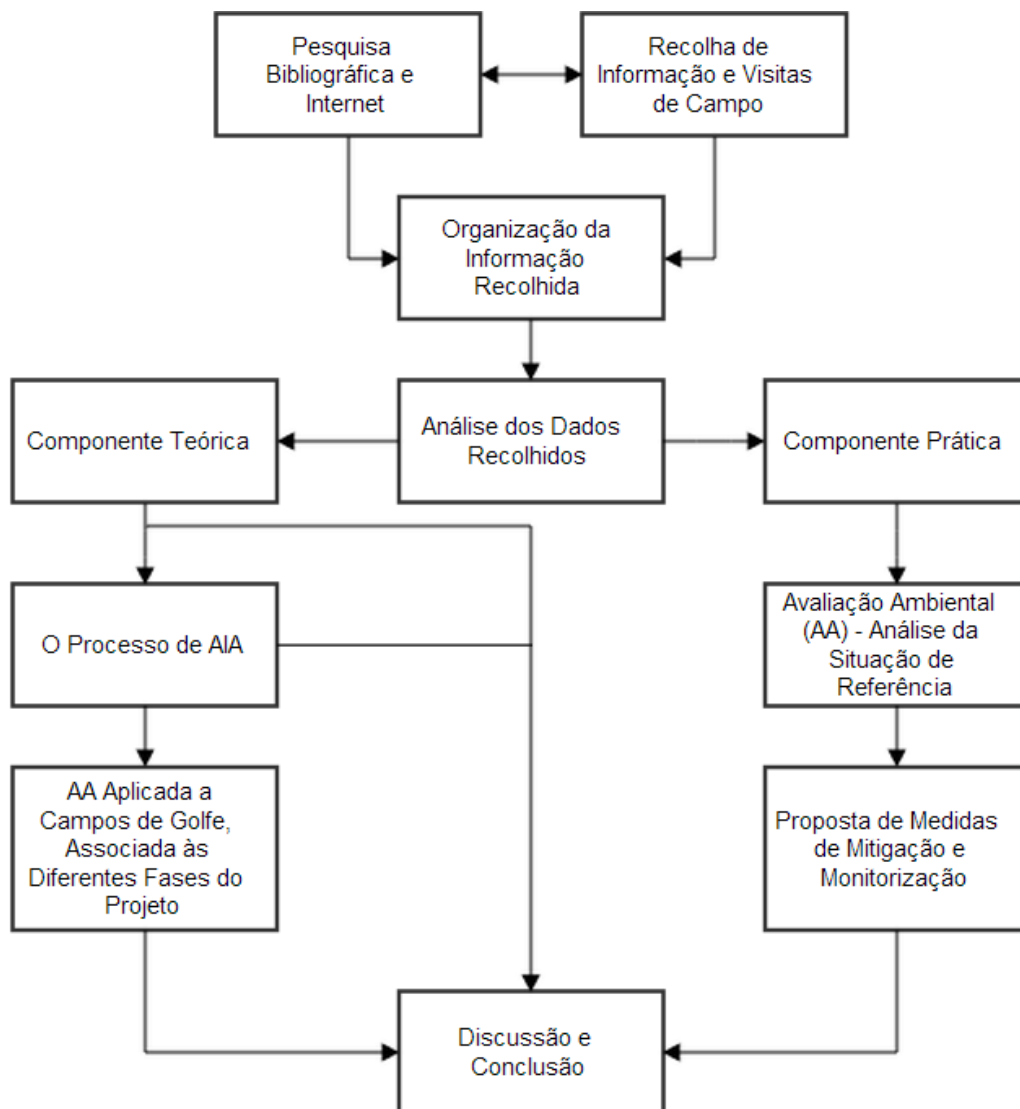 Pesquisa
Bibliográfica e
Internet
Recolha de
Informação e Visitas
de Campo
Organização da
Informação
Recolhida
Componente Teórica
Análise dos Dados
Recolhidos
Componente Prática
O Processo de AIA
Avaliação Ambiental
(AA) - Análise da
Situação de
Referência
AA Aplicada a
Campos de Golfe,
Associada às
Diferentes Fases do
Projeto
Proposta de Medidas
de Mitigação e
Monitorização
Discussão e
Conclusão